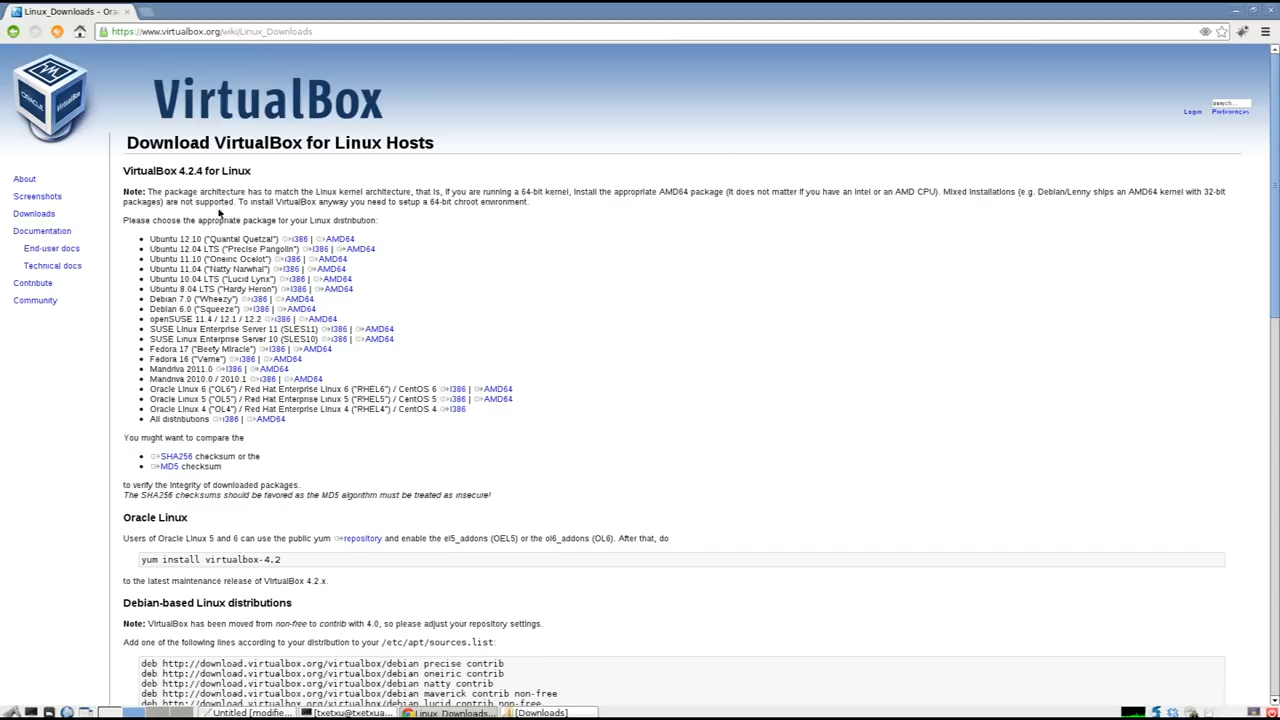 Linux_Downloads – Ora
https://www.virtualbox.org/wiki/Linux_Downloads
ORACLE
VirtualBox
VirtualBox
search...
Login Preferences
About
Screenshots
Downloads
Documentation
End-user docs
Technical docs
Contribute
Community
Download VirtualBox for Linux Hosts
VirtualBox 4.2.4 for Linux
Note: The package architecture has to match the Linux kernel architecture, that is, if you are running a 64-bit kernel, install the appropriate AMD64 package (it does not matter if you have an Intel or an AMD CPU). Mixed installations (e.g. Debian/Lenny ships an AMD64 kernel with 32-bit
packages) are not supported. To install VirtualBox anyway you need to setup a 64-bit chroot environment.
Please choose the appropriate package for your Linux distribution:
Ubuntu 12.10 ("Quantal Quetzal") i386 | AMD64
Ubuntu 12.04 LTS ("Precise Pangolin") i386 | AMD64
Ubuntu 11.10 ("Oneiric Ocelot") i386 | AMD64
Ubuntu 11.04 ("Natty Narwhal") i386 | AMD64
Ubuntu 10.04 LTS ("Lucid Lynx") i386 | AMD64
Ubuntu 8.04 LTS ("Hardy Heron") i386 | AMD64
Debian 7.0 ("Wheezy") i386 | AMD64
Debian 6.0 ("Squeeze") i386 | AMD64
openSUSE 11.4 / 12.1 / 12.2 i386 | AMD64
SUSE Linux Enterprise Server 11 (SLES11) i386 | AMD64
SUSE Linux Enterprise Server 10 (SLES10) i386 | AMD64
Fedora 17 ("Beefy Miracle") i386 | AMD64
Fedora 16 ("Verne") i386 | AMD64
Mandriva 2011.0 i386 | AMD64
Mandriva 2010.0 / 2010.1 i386 | AMD64
Oracle Linux 6 ("OL6") / Red Hat Enterprise Linux 6 ("RHEL6") / CentOS 6 i386 | AMD64
Oracle Linux 5 ("OL5") / Red Hat Enterprise Linux 5 ("RHEL5") / CentOS 5 i386 | AMD64
Oracle Linux 4 ("OL4") / Red Hat Enterprise Linux 4 ("RHEL4") / CentOS 4 i386
All distributions i386 | AMD64
You might want to compare the
SHA256 checksum or the
MD5 checksum
to verify the integrity of downloaded packages.
The SHA256 checksums should be favored as the MD5 algorithm must be treated as insecure!
Oracle Linux
Users of Oracle Linux 5 and 6 can use the public yum repository and enable the el5_addons (OEL5) or the ol6_addons (OL6). After that, do
yum install virtualbox-4.2
to the latest maintenance release of VirtualBox 4.2.x.
Debian-based Linux distributions
Note: VirtualBox has been moved from non-free to contrib with 4.0, so please adjust your repository settings.
Add one of the following lines according to your distribution to your /etc/apt/sources.list:
deb http://download.virtualbox.org/virtualbox/debian precise contrib
deb http://download.virtualbox.org/virtualbox/debian oneiric contrib
deb http://download.virtualbox.org/virtualbox/debian natty contrib
deb http://download.virtualbox.org/virtualbox/debian maverick contrib non-free
deb http://download.virtualbox.org/virtualbox/debian lucid contrib non-free
Untitled [modifie... [txetxu@txetxua... Linux_Downloads... [Downloads]